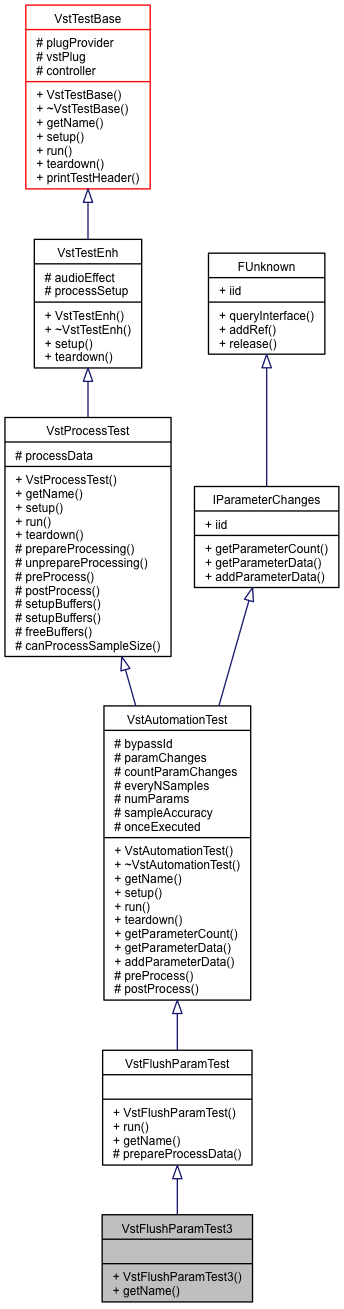 VstTestBase
# plugProvider
# vstPlug
# controller
+ VstTestBase()
+ ~VstTestBase()
+ getName()
+ setup()
+ run()
+ teardown()
+ printTestHeader()
VstTestEnh
# audioEffect
# processSetup
+ VstTestEnh()
+ ~VstTestEnh()
+ setup()
+ teardown()
FUnknown
+ iid
+ queryInterface()
+ addRef()
+ release()
VstProcessTest
# processData
+ VstProcessTest()
+ getName()
+ setup()
+ run()
+ teardown()
# prepareProcessing()
# unprepareProcessing()
# preProcess()
# postProcess()
# setupBuffers()
# setupBuffers()
# freeBuffers()
# canProcessSampleSize()
IParameterChanges
+ iid
+ getParameterCount()
+ getParameterData()
+ addParameterData()
VstAutomationTest
# bypassId
# paramChanges
# countParamChanges
# everyNSamples
# numParams
# sampleAccuracy
# onceExecuted
+ VstAutomationTest()
+ ~VstAutomationTest()
+ getName()
+ setup()
+ run()
+ teardown()
+ getParameterCount()
+ getParameterData()
+ addParameterData()
# preProcess()
# postProcess()
VstFlushParamTest
+ VstFlushParamTest()
+ run()
+ getName()
# prepareProcessData()
VstFlushParamTest3
+ VstFlushParamTest3()
+ getName()